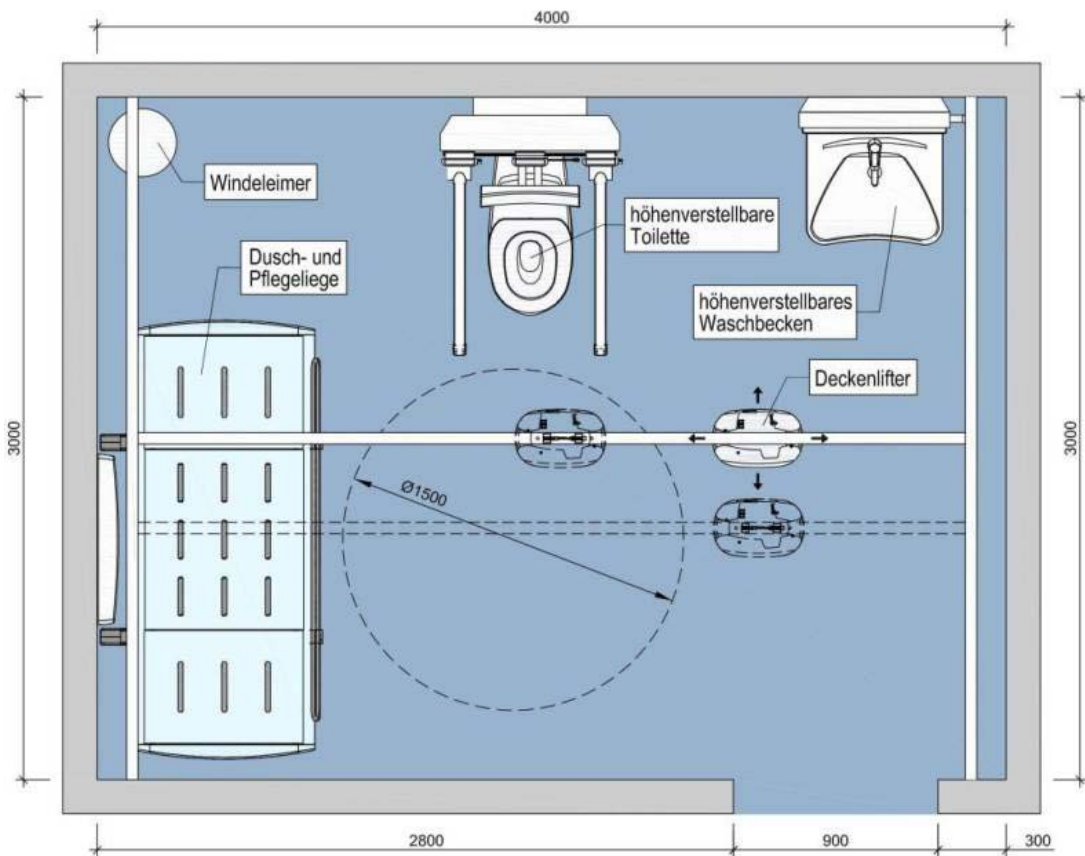 4000
3000
3000
Windeleimer
höhenverstellbare
Toilette
Dusch- und
Pflegeliege
höhenverstellbares
Waschbecken
Deckenlifter
Ø1500
2800
900
300